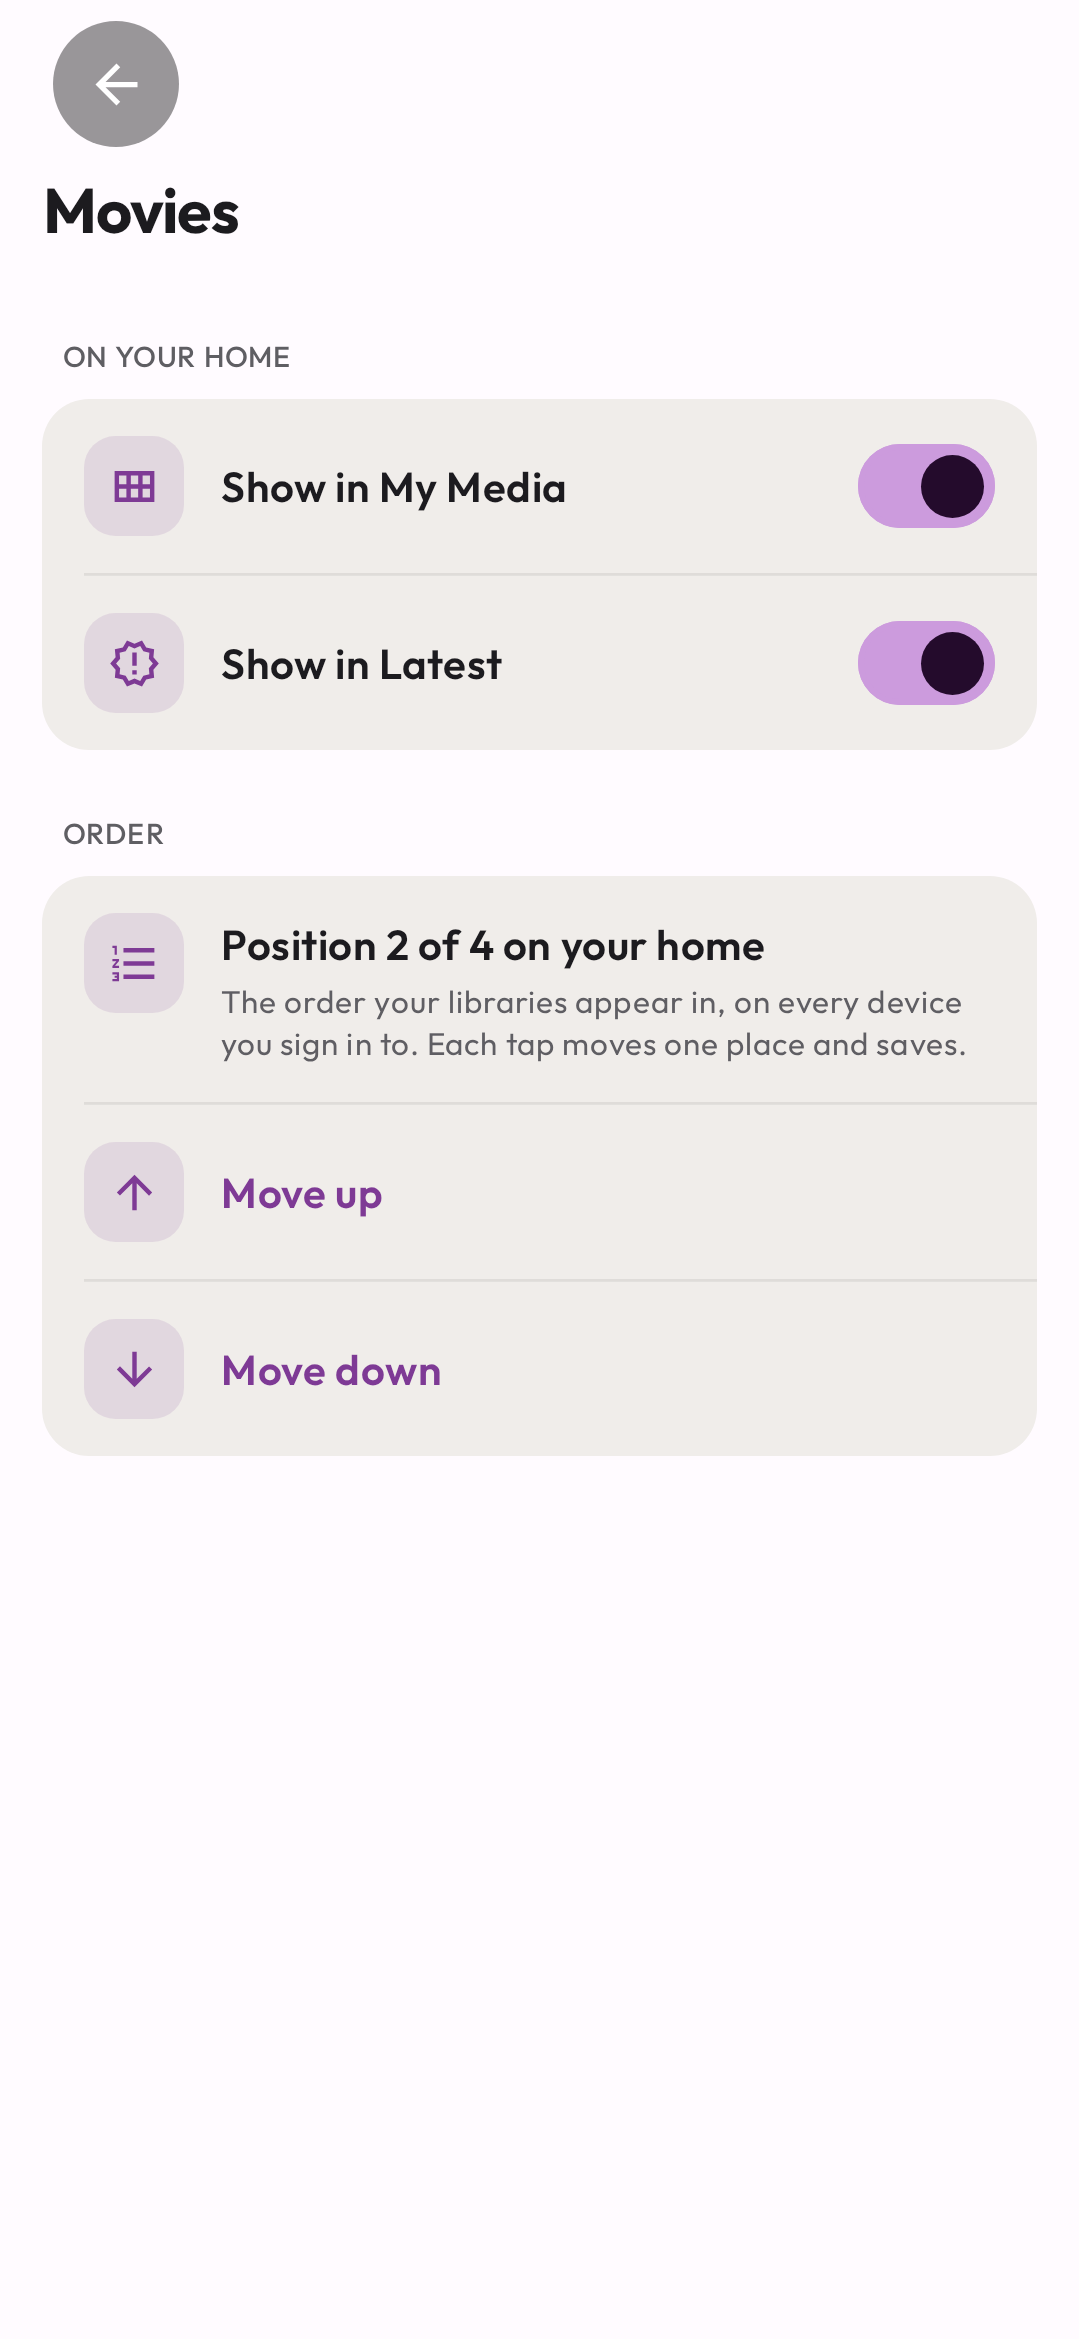 Movies
ON YOUR HOME
Show in My Media
Show in Latest
ORDER
Position 2 of 4 on your home
The order your libraries appear in, on every device
you sign in to. Each tap moves one place and saves.
Move up
Move down